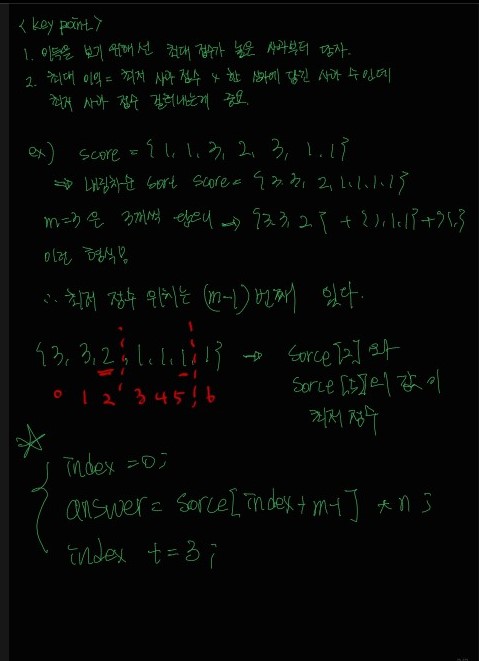 < key point >
1. 이득을 보기 위해선 최대 점수가 높은 사과부터 담자.
2. 최대 이익 = 최저 사과 점수 x 한 상자에 담긴 사과 수인데
최저 사과 점수 골라내는게 중요
ex) score = { 1, 1, 3, 2, 3, 1, 1 }
⇒ 내림차순 sort score = { 3, 3, 2, 1, 1, 1, 1 }
m=3은 3개씩 담으니 → {3, 3, 2 } + { 1, 1, 1 } + {1,}
이런 형식
∴ 최저 점수 위치는 (m-1) 번째 있다.
{3, 3, 2, 1, 1, 1, 1} → sorce [2] 와
0 1 2 3 4 5 6 sorce [5] 의 값이
최저 점수
index = 0;
answer = sorce[index+m-1] * n ;
index += 3 ;